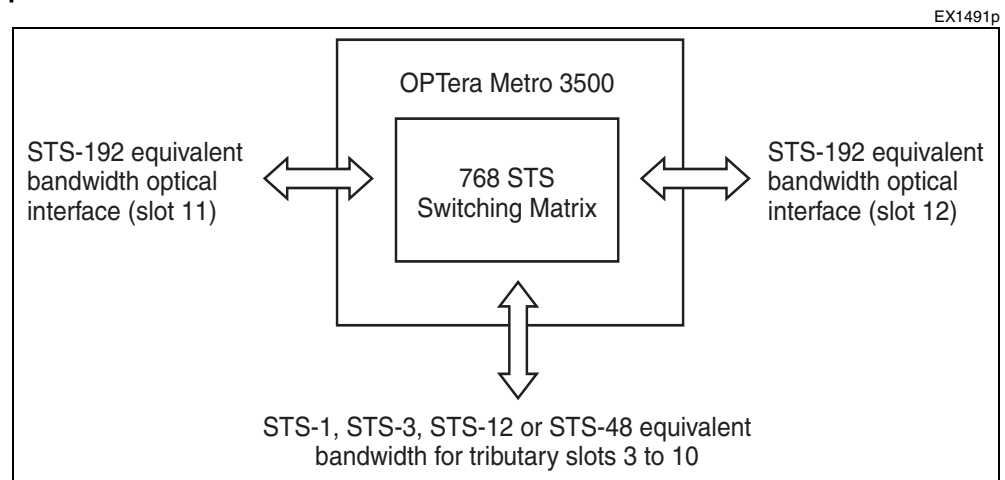 EX1491p
OPTera Metro 3500
STS-192 equivalent
bandwidth optical
interface (slot 11)
768 STS
Switching Matrix
STS-192 equivalent
bandwidth optical
interface (slot 12)
STS-1, STS-3, STS-12 or STS-48 equivalent
bandwidth for tributary slots 3 to 10